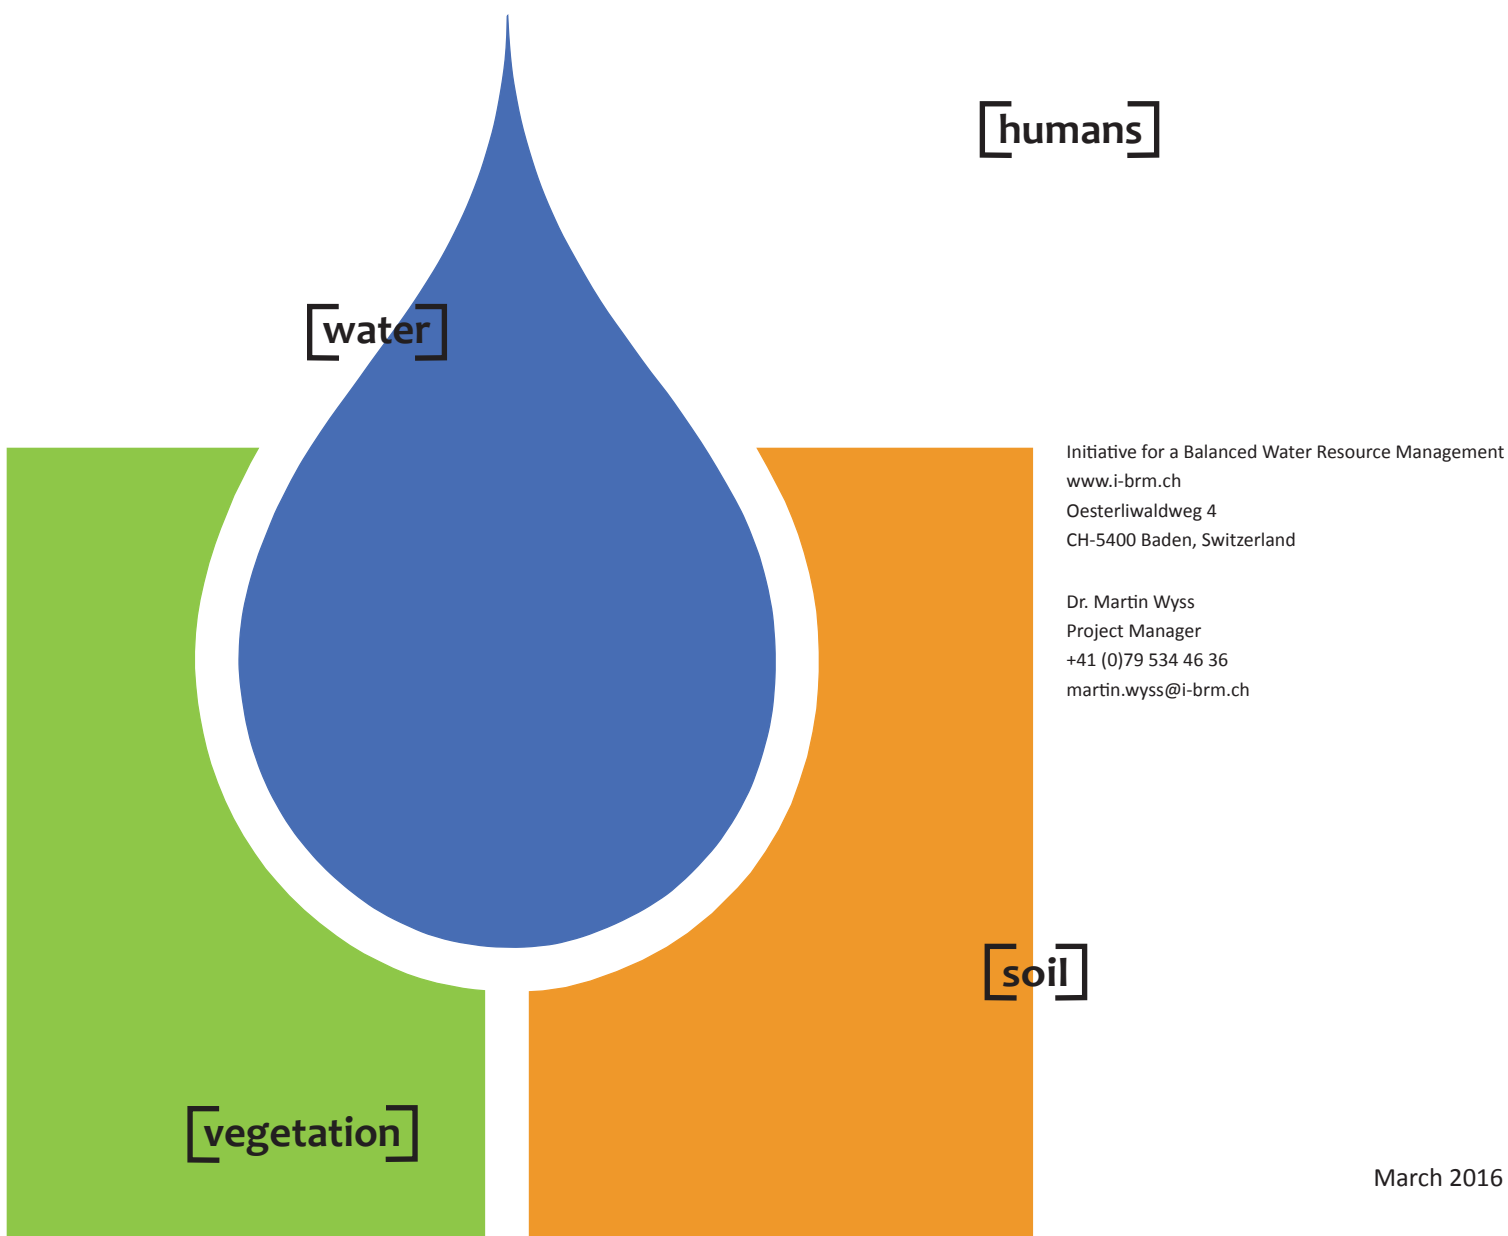 [humans]
[water]
Initiative for a Balanced Water Resource Management
www.i-brm.ch
Oesterliwaldweg 4
CH-5400 Baden, Switzerland
Dr. Martin Wyss
Project Manager
+41 (0)79 534 46 36
martin.wyss@i-brm.ch
[soil]
[vegetation]
March 2016